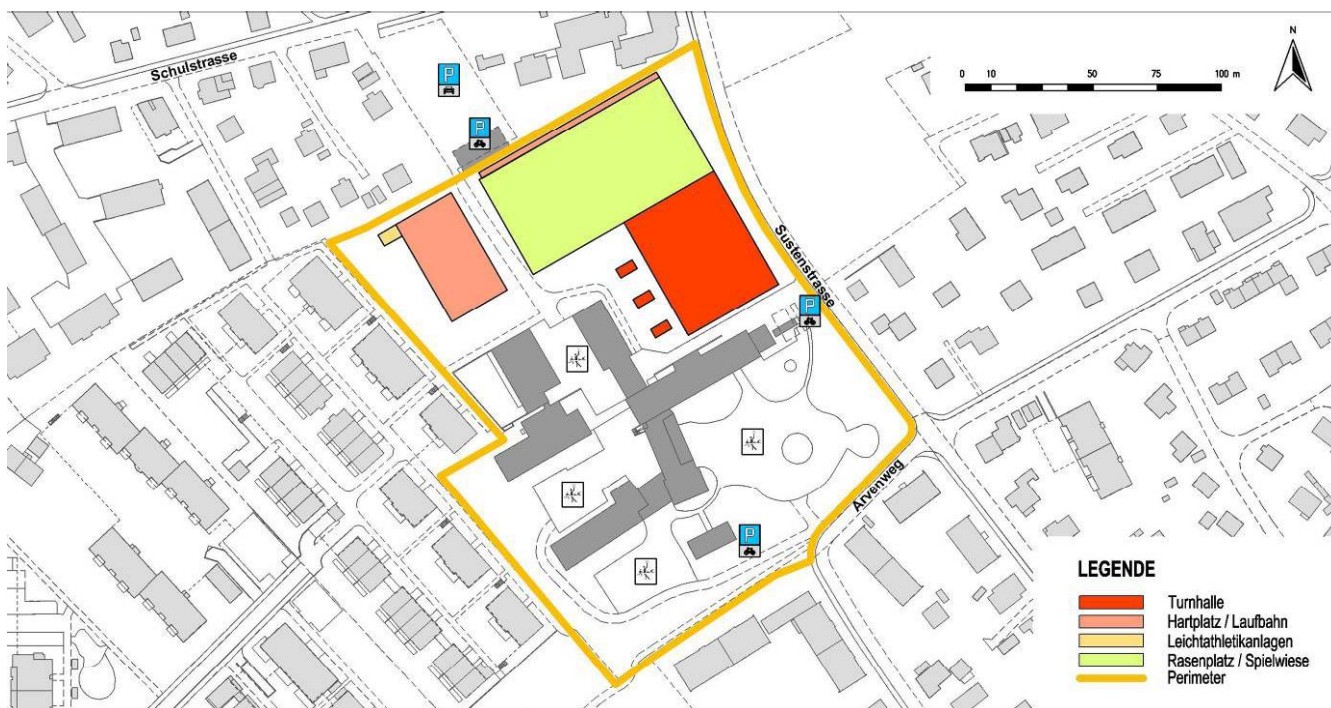 Schulstrasse
P
P
N
0 10 50 75 100 m
Sustenstrasse
P
Arvenweg
P
LEGENDE
Turnhalle
Hartplatz / Laufbahn
Leichtathletikanlagen
Rasenplatz / Spielwiese
Perimeter